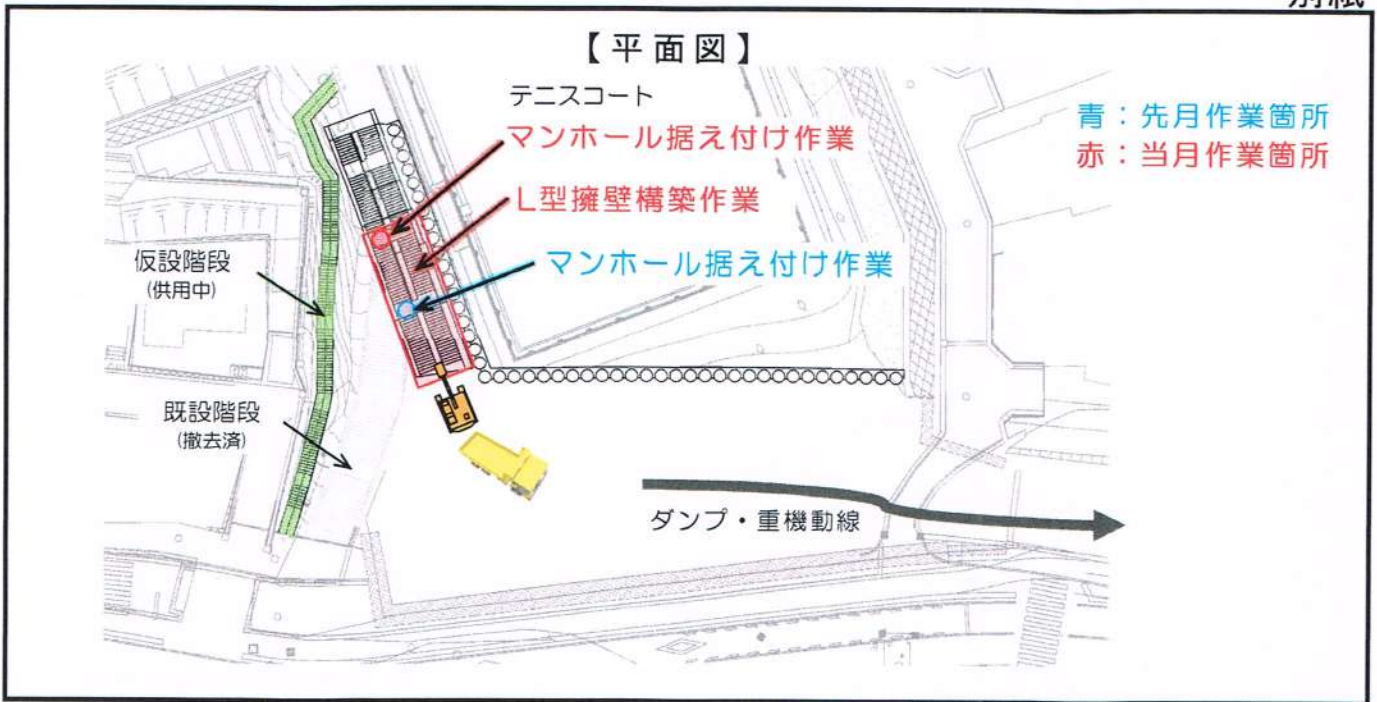 別紙
【平面図】
テニスコート
マンホール据え付け作業
L型擁壁構築作業
マンホール据え付け作業
青：先月作業箇所
赤：当月作業箇所
仮設階段
(供用中)
既設階段
(撤去済)
ダンプ・重機動線